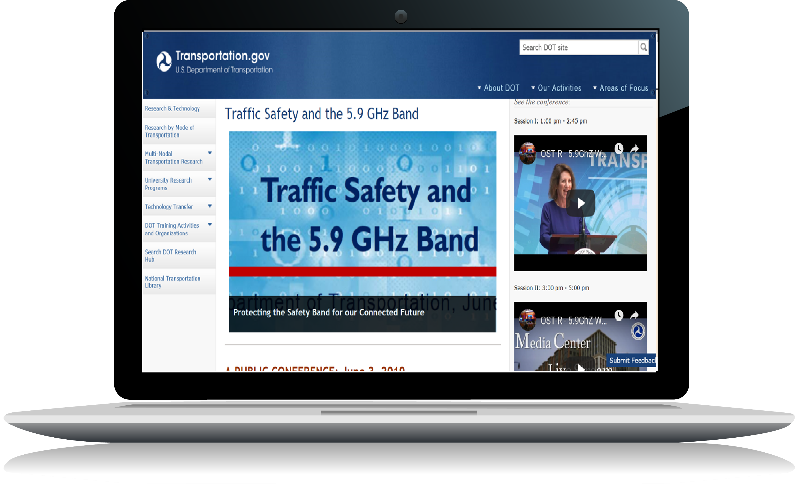 Transportation.gov
U.S. Department of Transportation
Search DOT site
About DOT
Our Activities
Areas of Focus
Research & Technology
Research by Mode of
Transportation
Multi-Modal
Transportation Research
University Research
Programs
Technology Transfer
DOT Training Activities
and Organizations
Search DOT Research
Hub
National Transportation
Library
Traffic Safety and the 5.9 GHz Band
Traffic Safety and
the 5.9 GHz Band
partment of Transportation, June
Protecting the Safety Band for our Connected Future
A PUBLIC CONFERENCE: June 3, 2019
See the conference
Session I: 1:00 pm - 2:45 pm
OST R - 5.9GhZ W...
TRANSP
Session II: 3:00 pm - 5:00 pm
OST R - 5.9GhZ W...
Media Center
Submit Feedback